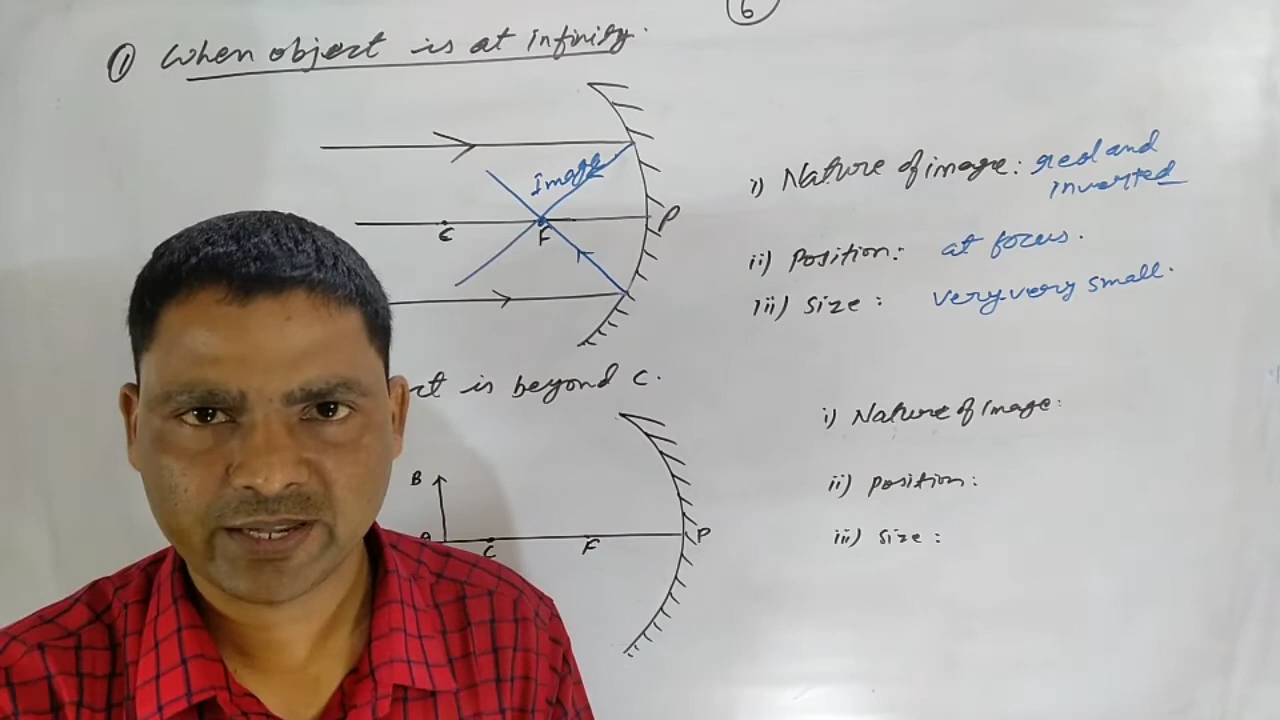 6
① When object is at infinity.
Image
C
F
P
i) Nature of image: real and
inverted
ii) Position: at focus.
iii) Size: very very small.
ct is beyond C.
B
C
F
P
i) Nature of Image:
ii) Position:
iii) Size: